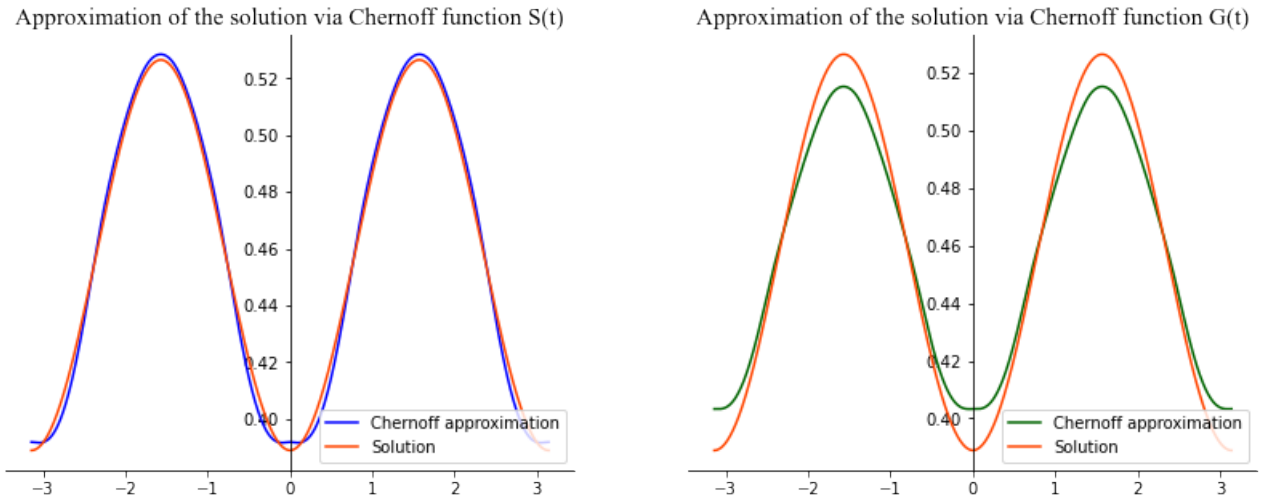 Approximation of the solution via Chernoff function S(t)
0.52
0.50
0.48
0.46
0.44
0.42
0.40
Chernoff approximation
Solution
−3 −2 −1 0 1 2 3
Approximation of the solution via Chernoff function G(t)
0.52
0.50
0.48
0.46
0.44
0.42
0.40
Chernoff approximation
Solution
−3 −2 −1 0 1 2 3